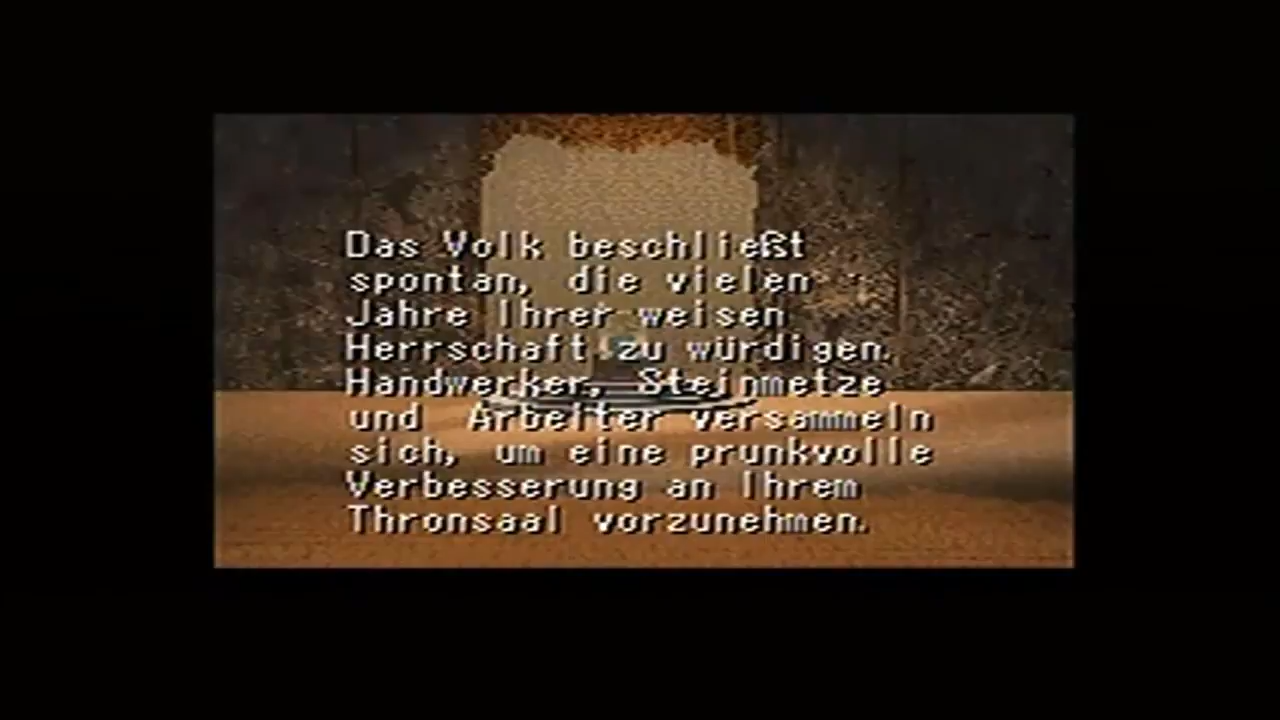 Das Volk beschließt
spontan, die vielen
Jahre Ihrer weisen
Herrschaft zu würdigen.
Handwerker, Steinmetze
und Arbeiter versammeln
sich, um eine prunkvolle
Verbesserung an Ihrem
Thronsaal vorzunehmen.